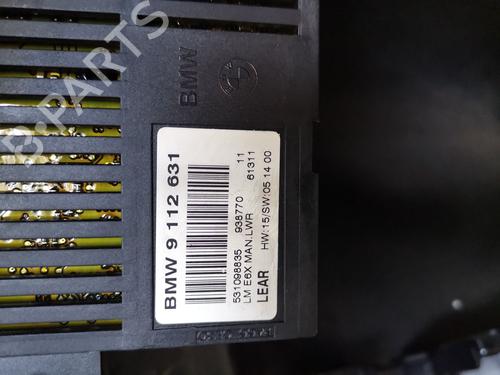 B-PARTS
BMW
BMW 9 112 631
531098835 938770 11
LM E6X MAN.LWR 61311
LEAR HW:15/SW:05 14 00